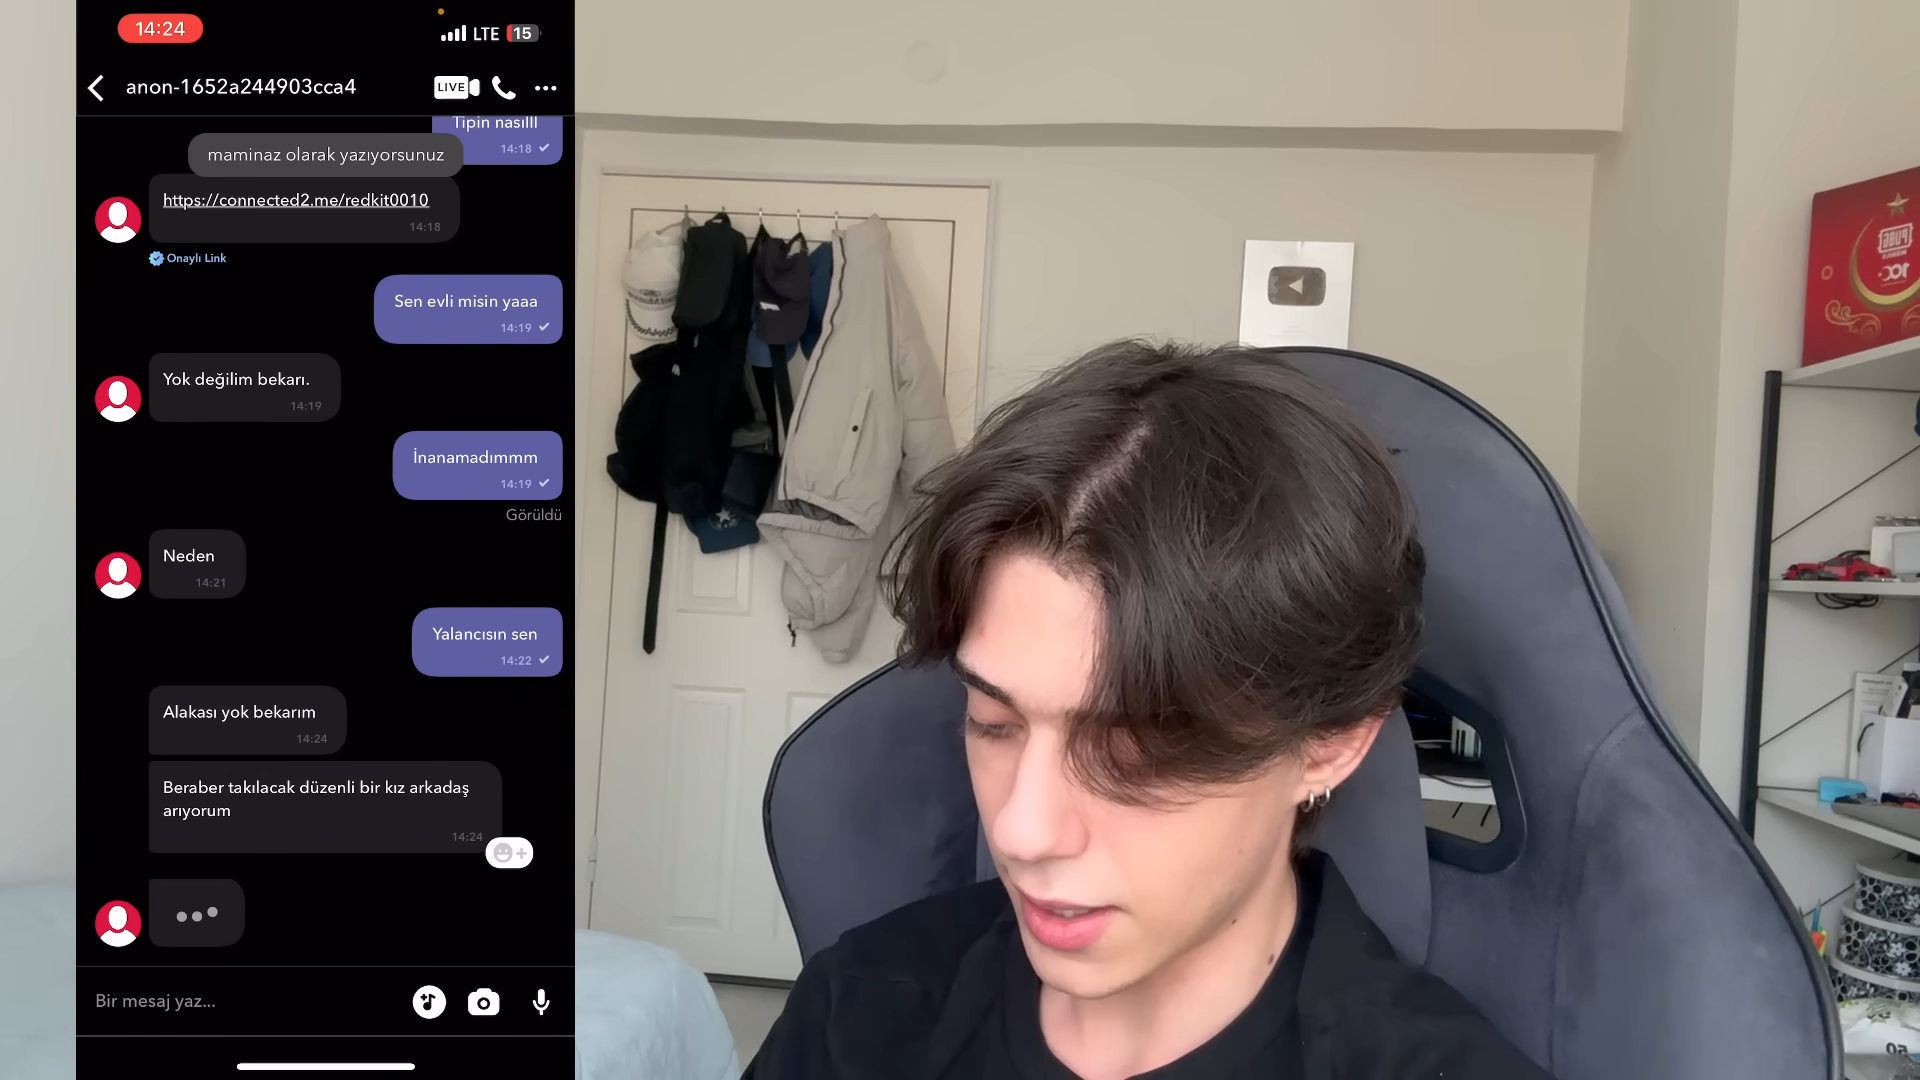 14:24
LTE 15
anon-1652a244903cca4
LIVE
Tipin nasılll
14:18
maminaz olarak yazıyorsunuz
https://connected2.me/redkit0010
14:18
Onaylı Link
Sen evli misin yaaa
14:19
Yok değilim bekarı.
14:19
İnanamadımmm
14:19
Görüldü
Neden
14:21
Yalancısın sen
14:22
Alakası yok bekarım
14:24
Beraber takılacak düzenli bir kız arkadaş
arıyorum
14:24
Bir mesaj yaz...
PUBG